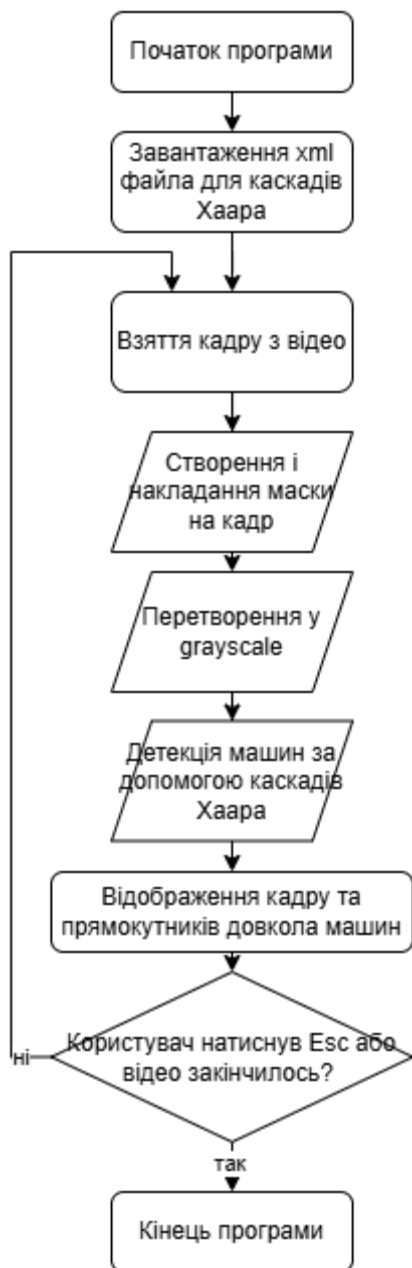 Початок програми
Завантаження xml
файла для каскадів
Хаара
Взяття кадру з відео
Створення і
накладання маски
на кадр
Перетворення у
grayscale
Детекція машин за
допомогою каскадів
Хаара
Відображення кадру та
прямокутників довкола машин
Користувач натиснув Esc або
відео закінчилось?
ні
так
Кінець програми